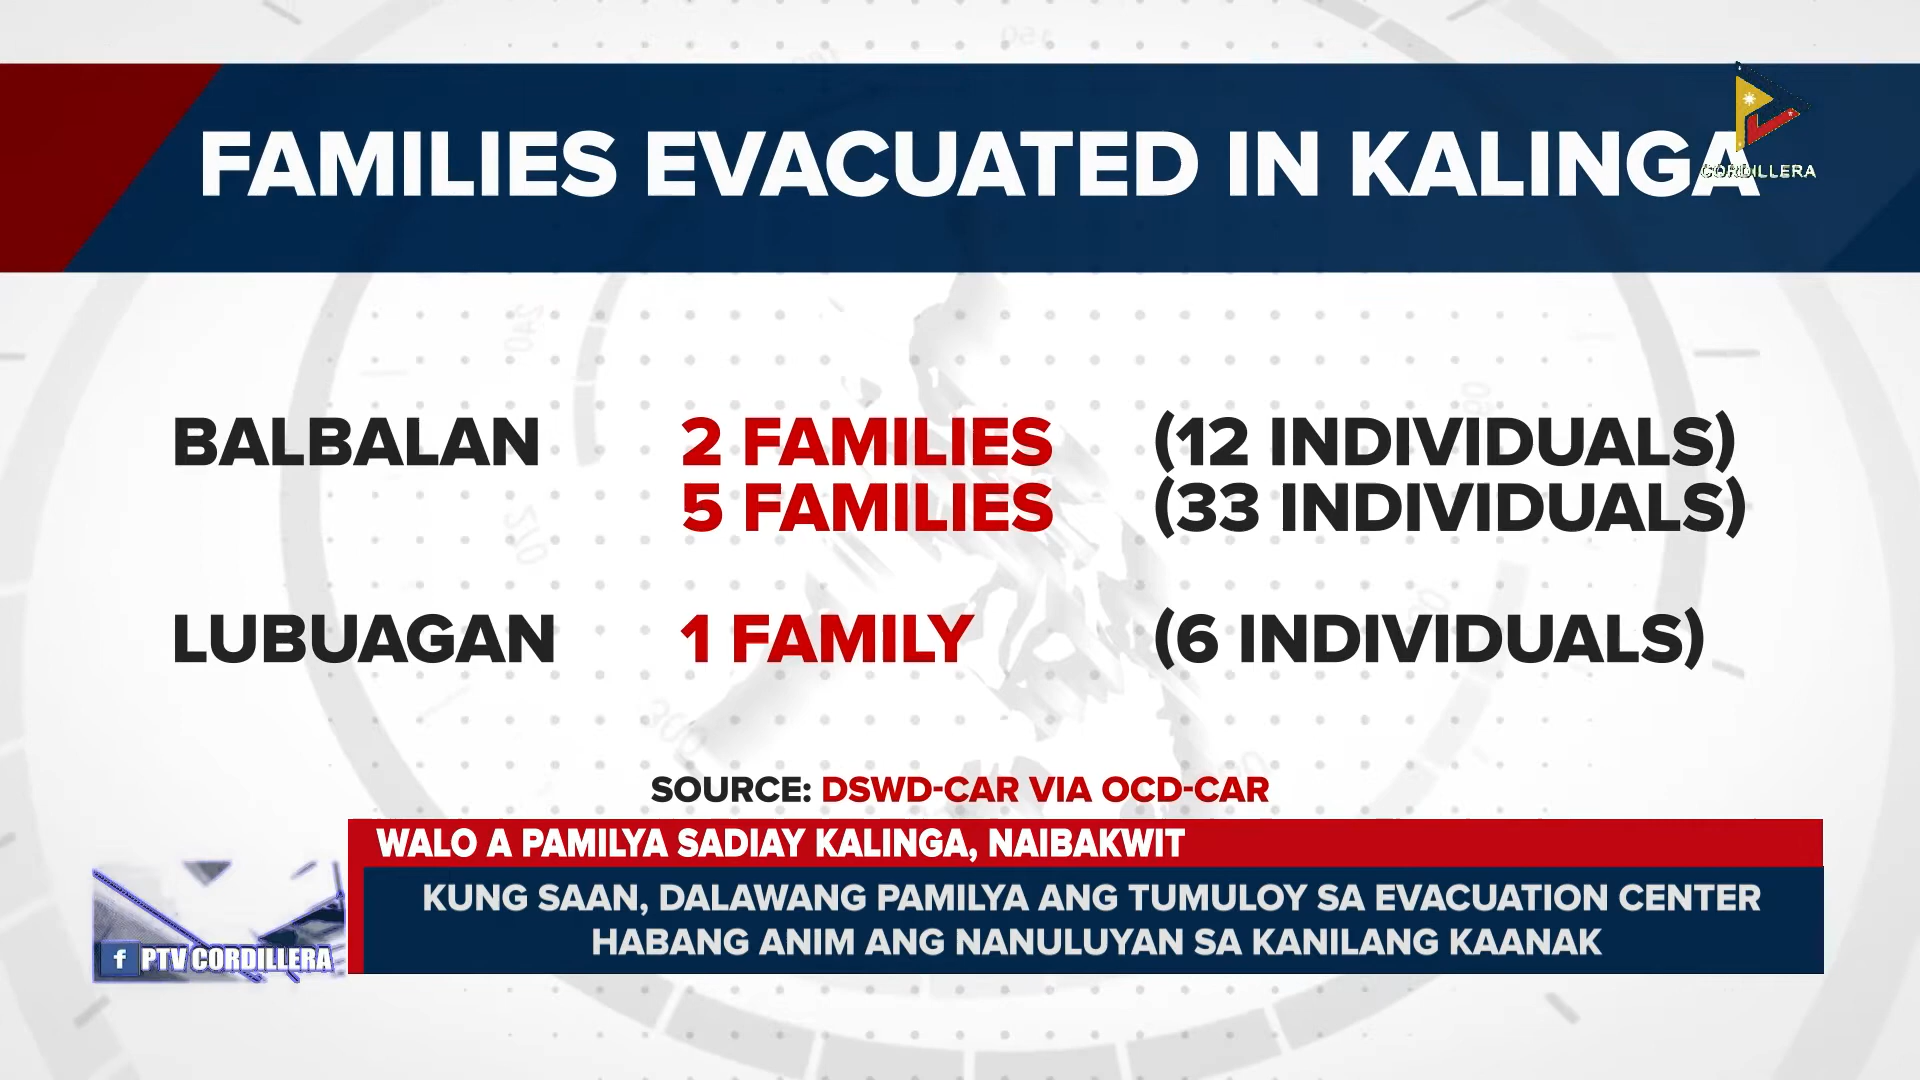 FAMILIES EVACUATED IN KALINGA
CORDILLERA
BALBALAN 2 FAMILIES (12 INDIVIDUALS)
5 FAMILIES (33 INDIVIDUALS)
LUBUAGAN 1 FAMILY (6 INDIVIDUALS)
SOURCE: DSWD-CAR VIA OCD-CAR
WALO A PAMILYA SADIAY KALINGA, NAIBAKWIT
KUNG SAAN, DALAWANG PAMILYA ANG TUMULOY SA EVACUATION CENTER
HABANG ANIM ANG NANULUYAN SA KANILANG KAANAK
f PTV CORDILLERA